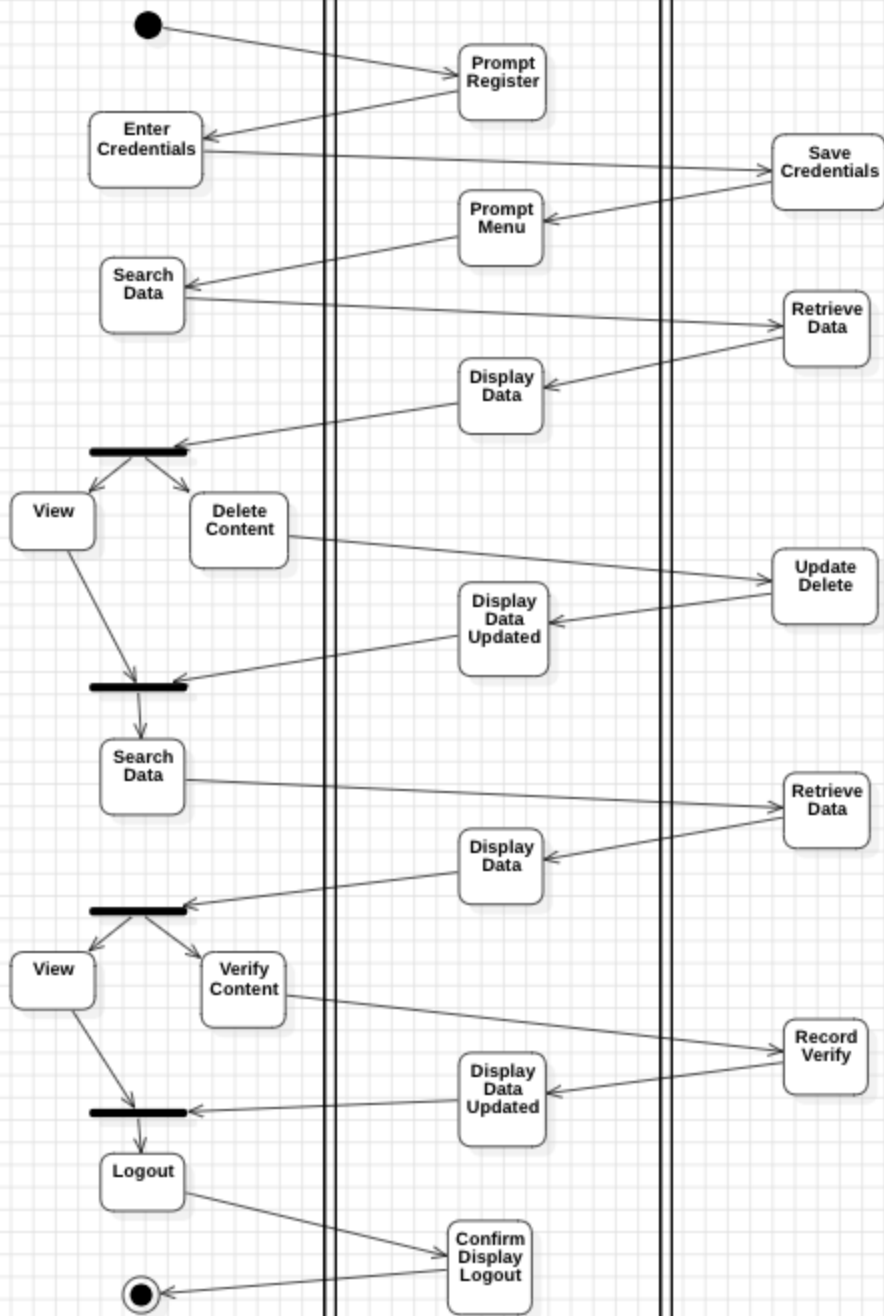 Prompt
Register
Enter
Credentials
Save
Credentials
Prompt
Menu
Search
Data
Retrieve
Data
Display
Data
View
Delete
Content
Update
Delete
Display
Data
Updated
Search
Data
Retrieve
Data
Display
Data
View
Verify
Content
Record
Verify
Display
Data
Updated
Logout
Confirm
Display
Logout